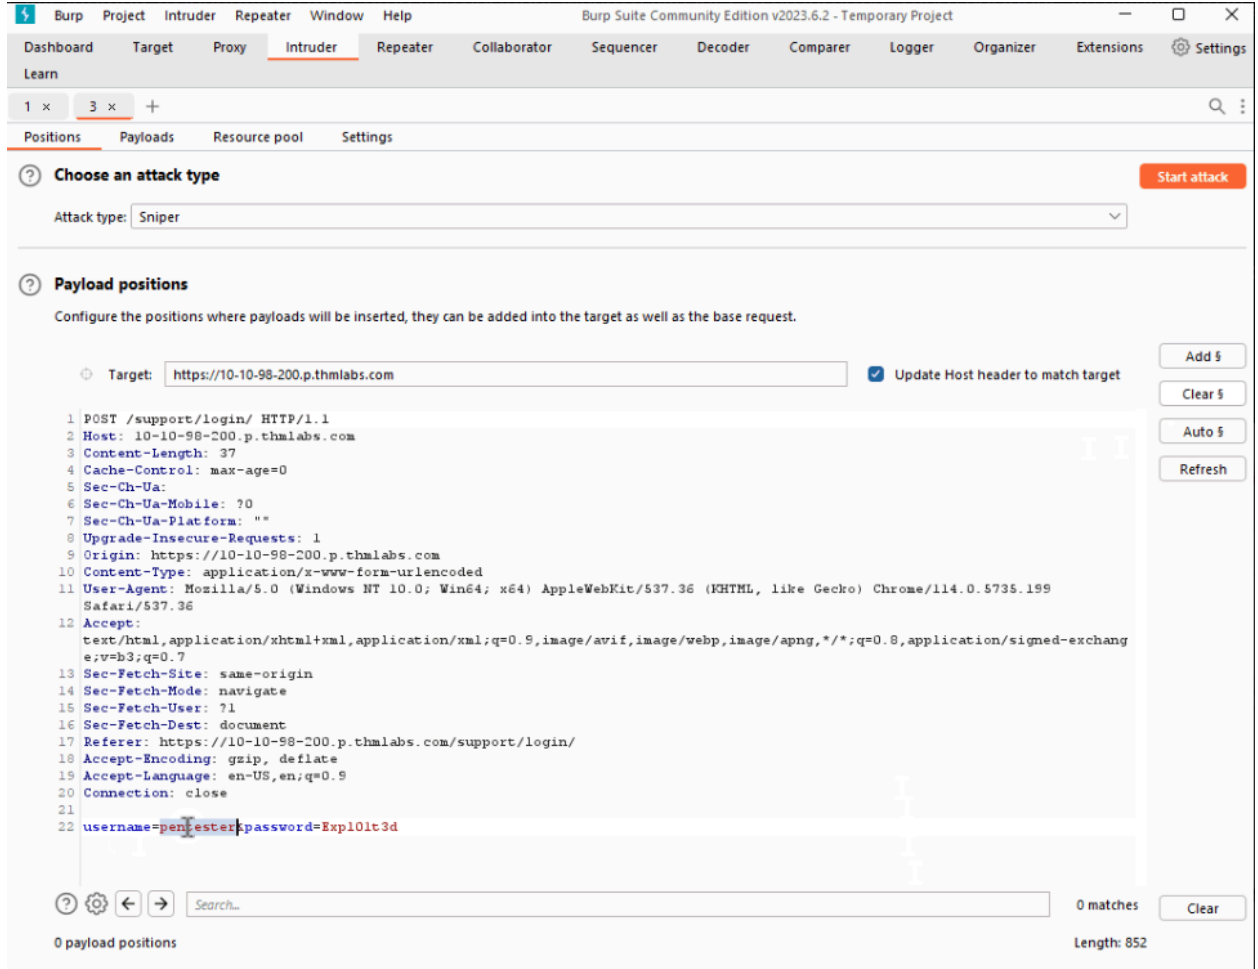 Burp Project Intruder Repeater Window Help Burp Suite Community Edition v2023.6.2 - Temporary Project
Dashboard Target Proxy Intruder Repeater Collaborator Sequencer Decoder Comparer Logger Organizer Extensions Settings
Learn
1 × 3 × +
Positions Payloads Resource pool Settings
? Choose an attack type Start attack
Attack type: Sniper
? Payload positions
Configure the positions where payloads will be inserted, they can be added into the target as well as the base request.
Add §
Target: https://10-10-98-200.p.thmlabs.com Update Host header to match target
Clear §
Auto §
Refresh
1 POST /support/login/ HTTP/1.1
2 Host: 10-10-98-200.p.thmlabs.com
3 Content-Length: 37
4 Cache-Control: max-age=0
5 Sec-Ch-Ua:
6 Sec-Ch-Ua-Mobile: ?0
7 Sec-Ch-Ua-Platform: ""
8 Upgrade-Insecure-Requests: 1
9 Origin: https://10-10-98-200.p.thmlabs.com
10 Content-Type: application/x-www-form-urlencoded
11 User-Agent: Mozilla/5.0 (Windows NT 10.0; Win64; x64) AppleWebKit/537.36 (KHTML, like Gecko) Chrome/114.0.5735.199
Safari/537.36
12 Accept:
text/html,application/xhtml+xml,application/xml;q=0.9,image/avif,image/webp,image/apng,*/*;q=0.8,application/signed-exchang
e;v=b3;q=0.7
13 Sec-Fetch-Site: same-origin
14 Sec-Fetch-Mode: navigate
15 Sec-Fetch-User: ?1
16 Sec-Fetch-Dest: document
17 Referer: https://10-10-98-200.p.thmlabs.com/support/login/
18 Accept-Encoding: gzip, deflate
19 Accept-Language: en-US,en;q=0.9
20 Connection: close
21
22 username=pentester&password=Expl01t3d
? Search... 0 matches Clear
0 payload positions Length: 852